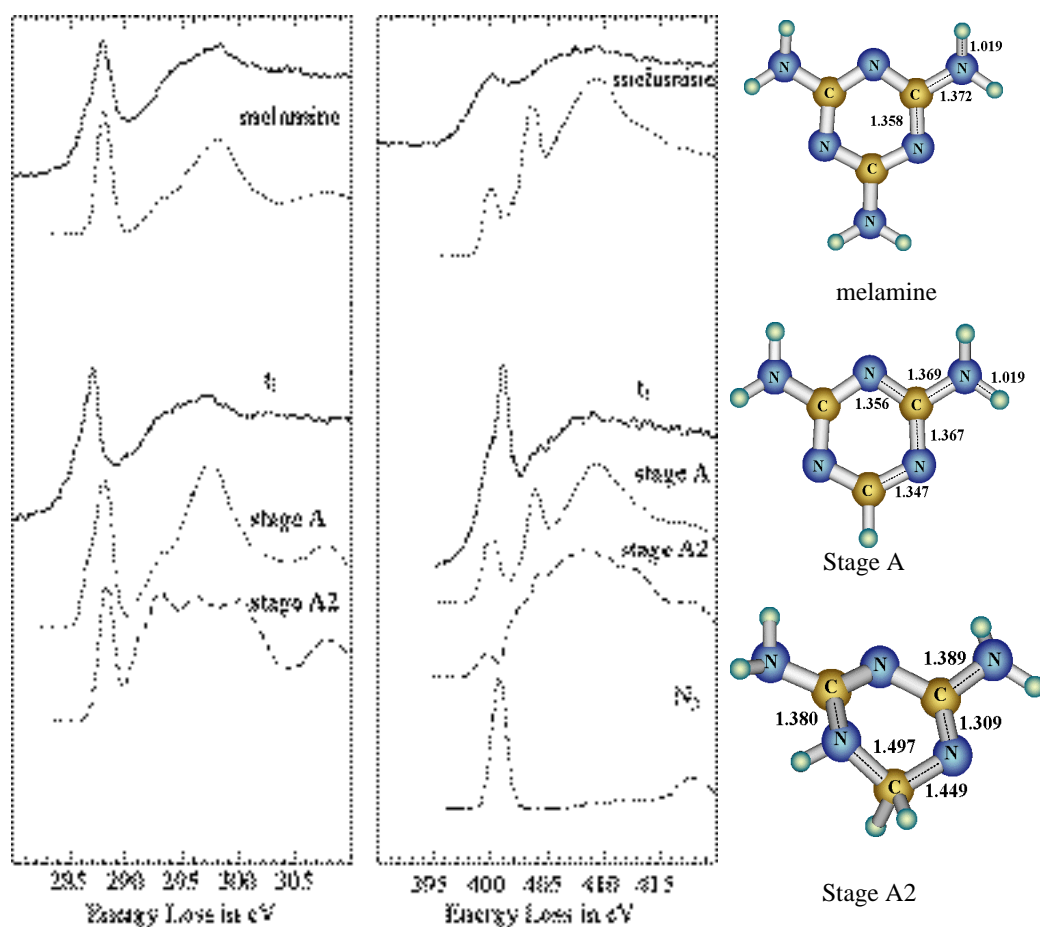 melamine
t₁
stage A
stage A2
285 290 295 300 305
Energy Loss in eV
t₁
stage A
stage A2
N₂
395 400 405 410 415
Energy Loss in eV
N
1.019
N
N
C
C
1.372
1.358
N
N
C
N
melamine
N
N
N
1.369
1.019
C
1.356
C
1.367
N
N
C
1.347
Stage A
N
N
1.389
N
C
C
1.380
1.309
N
1.497
N
C
1.449
Stage A2